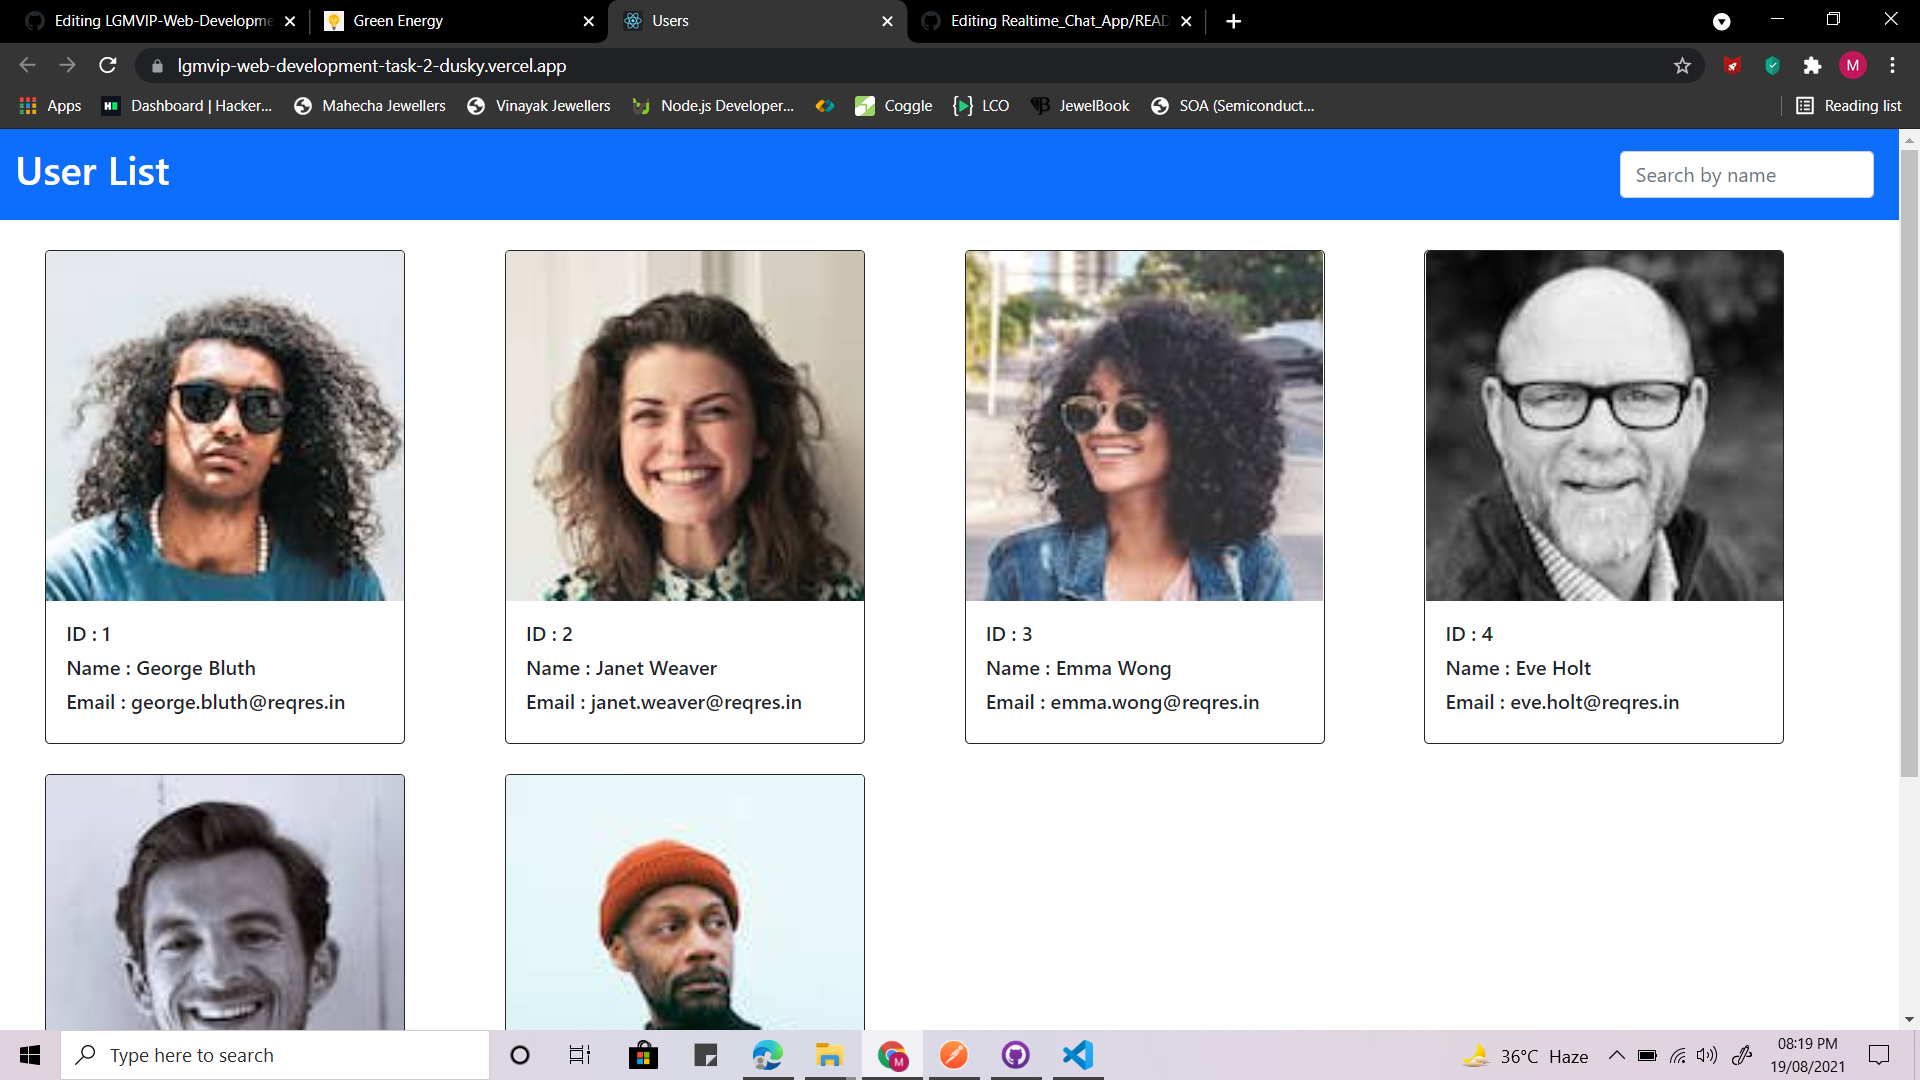 Editing LGMVIP-Web-Developme
Green Energy
Users
Editing Realtime_Chat_App/READ
lgmvip-web-development-task-2-dusky.vercel.app
M
Apps
Dashboard | Hacker...
Mahecha Jewellers
Vinayak Jewellers
Node.js Developer...
Coggle
LCO
JewelBook
SOA (Semiconduct...
Reading list
User List
Search by name
ID : 1
Name : George Bluth
Email : george.bluth@reqres.in
ID : 2
Name : Janet Weaver
Email : janet.weaver@reqres.in
ID : 3
Name : Emma Wong
Email : emma.wong@reqres.in
ID : 4
Name : Eve Holt
Email : eve.holt@reqres.in
Type here to search
M
36°C Haze
08:19 PM
19/08/2021